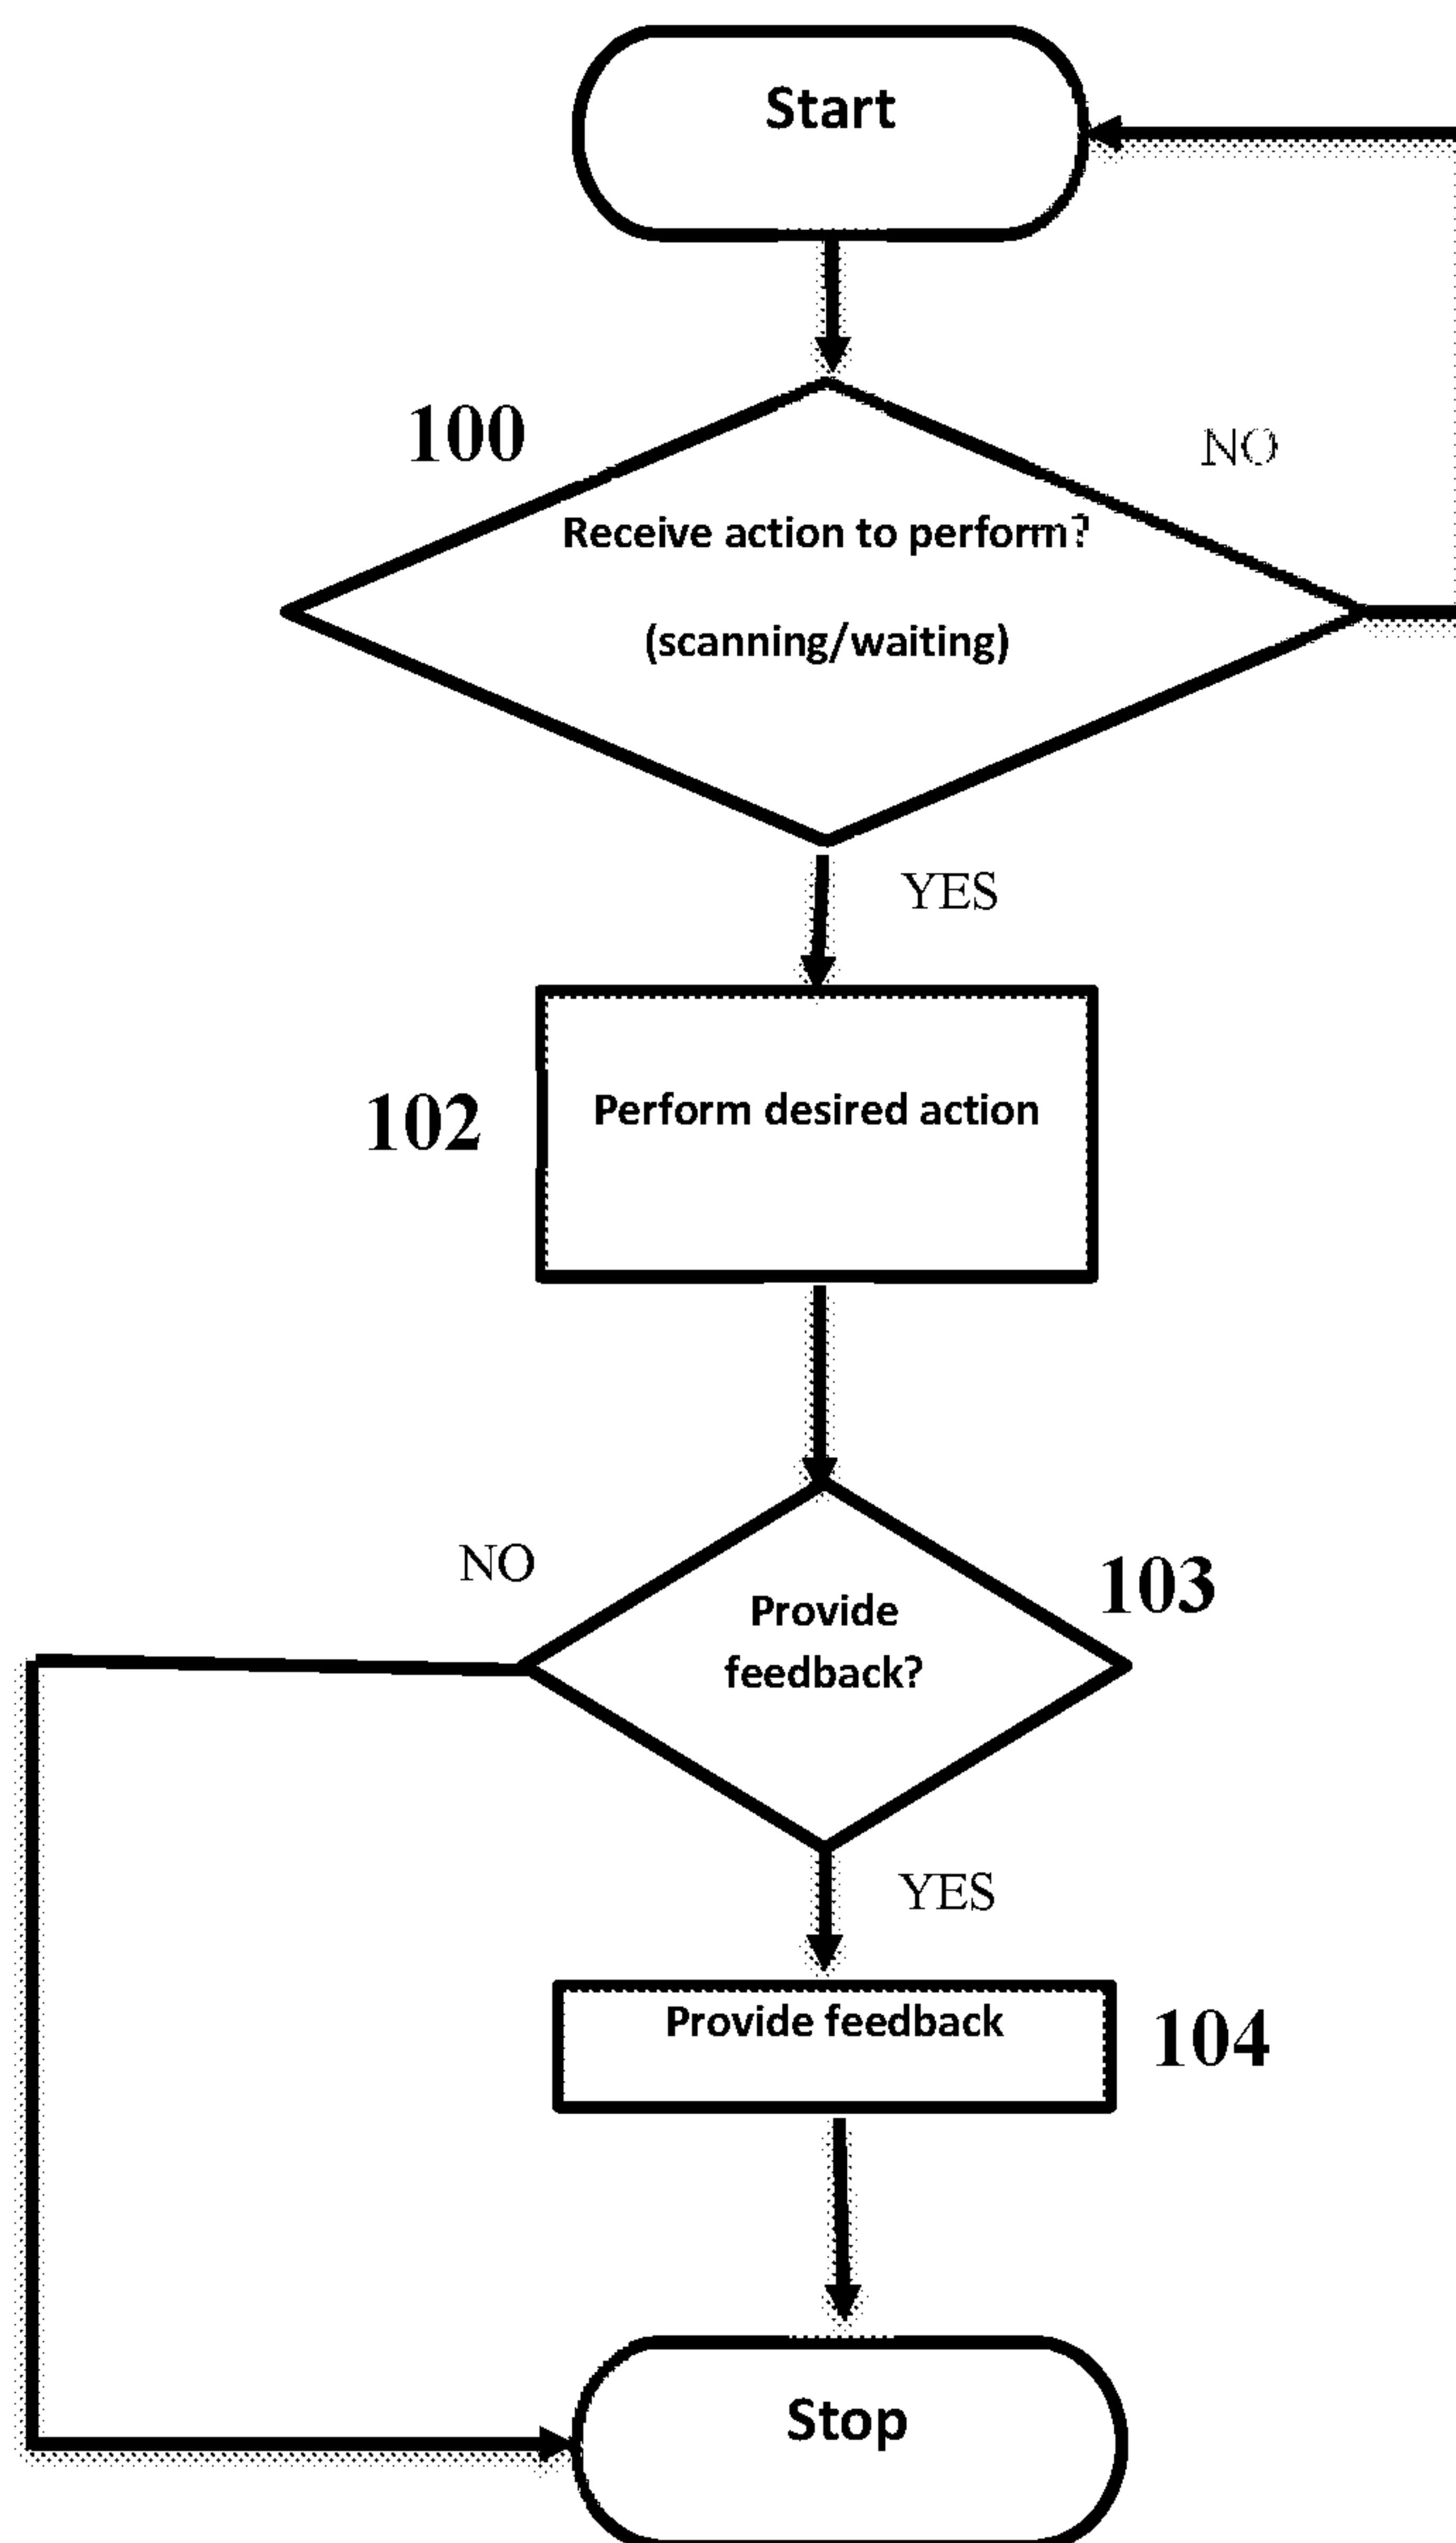 Start
100
NO
Receive action to perform?
(scanning/waiting)
YES
102
Perform desired action
NO
103
Provide
feedback?
YES
Provide feedback
104
Stop